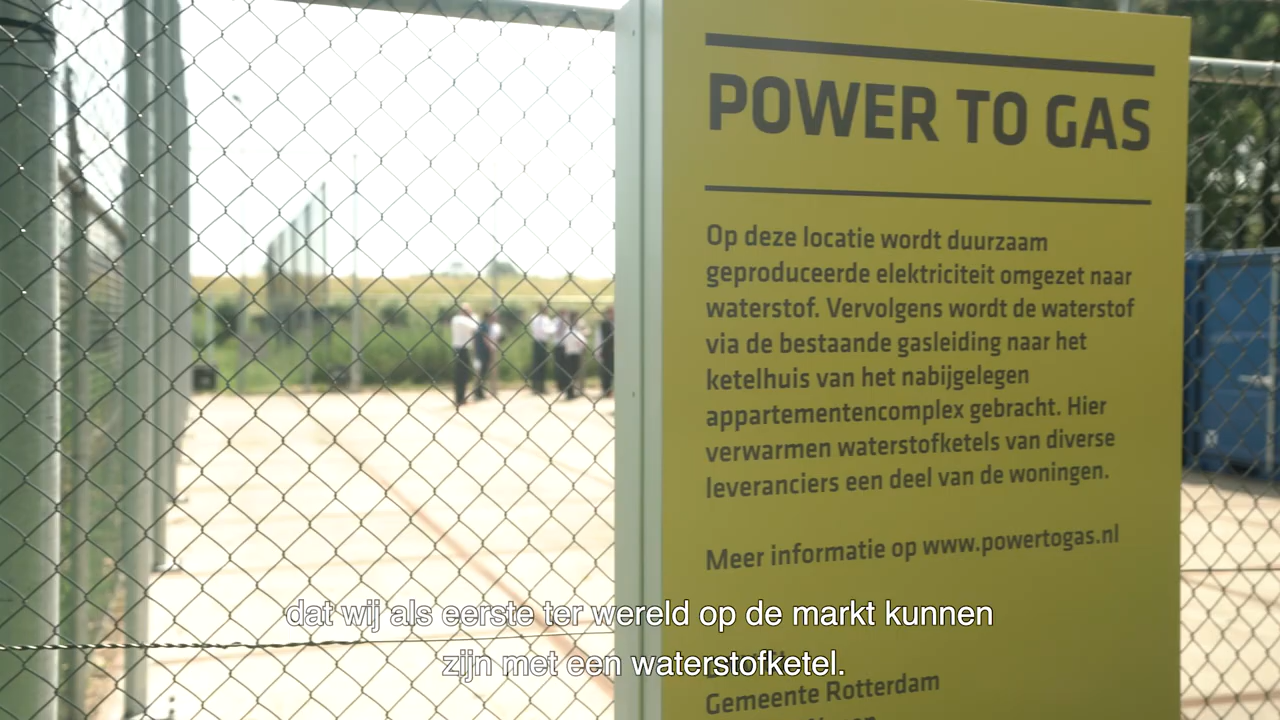 POWER TO GAS
Op deze locatie wordt duurzaam
geproduceerde elektriciteit omgezet naar
waterstof. Vervolgens wordt de waterstof
via de bestaande gasleiding naar het
ketelhuis van het nabijgelegen
appartementencomplex gebracht. Hier
verwarmen waterstofketels van diverse
leveranciers een deel van de woningen.
Meer informatie op www.powertogas.nl
dat wij als eerste ter wereld op de markt kunnen
zijn met een waterstofketel.
Gemeente Rotterdam